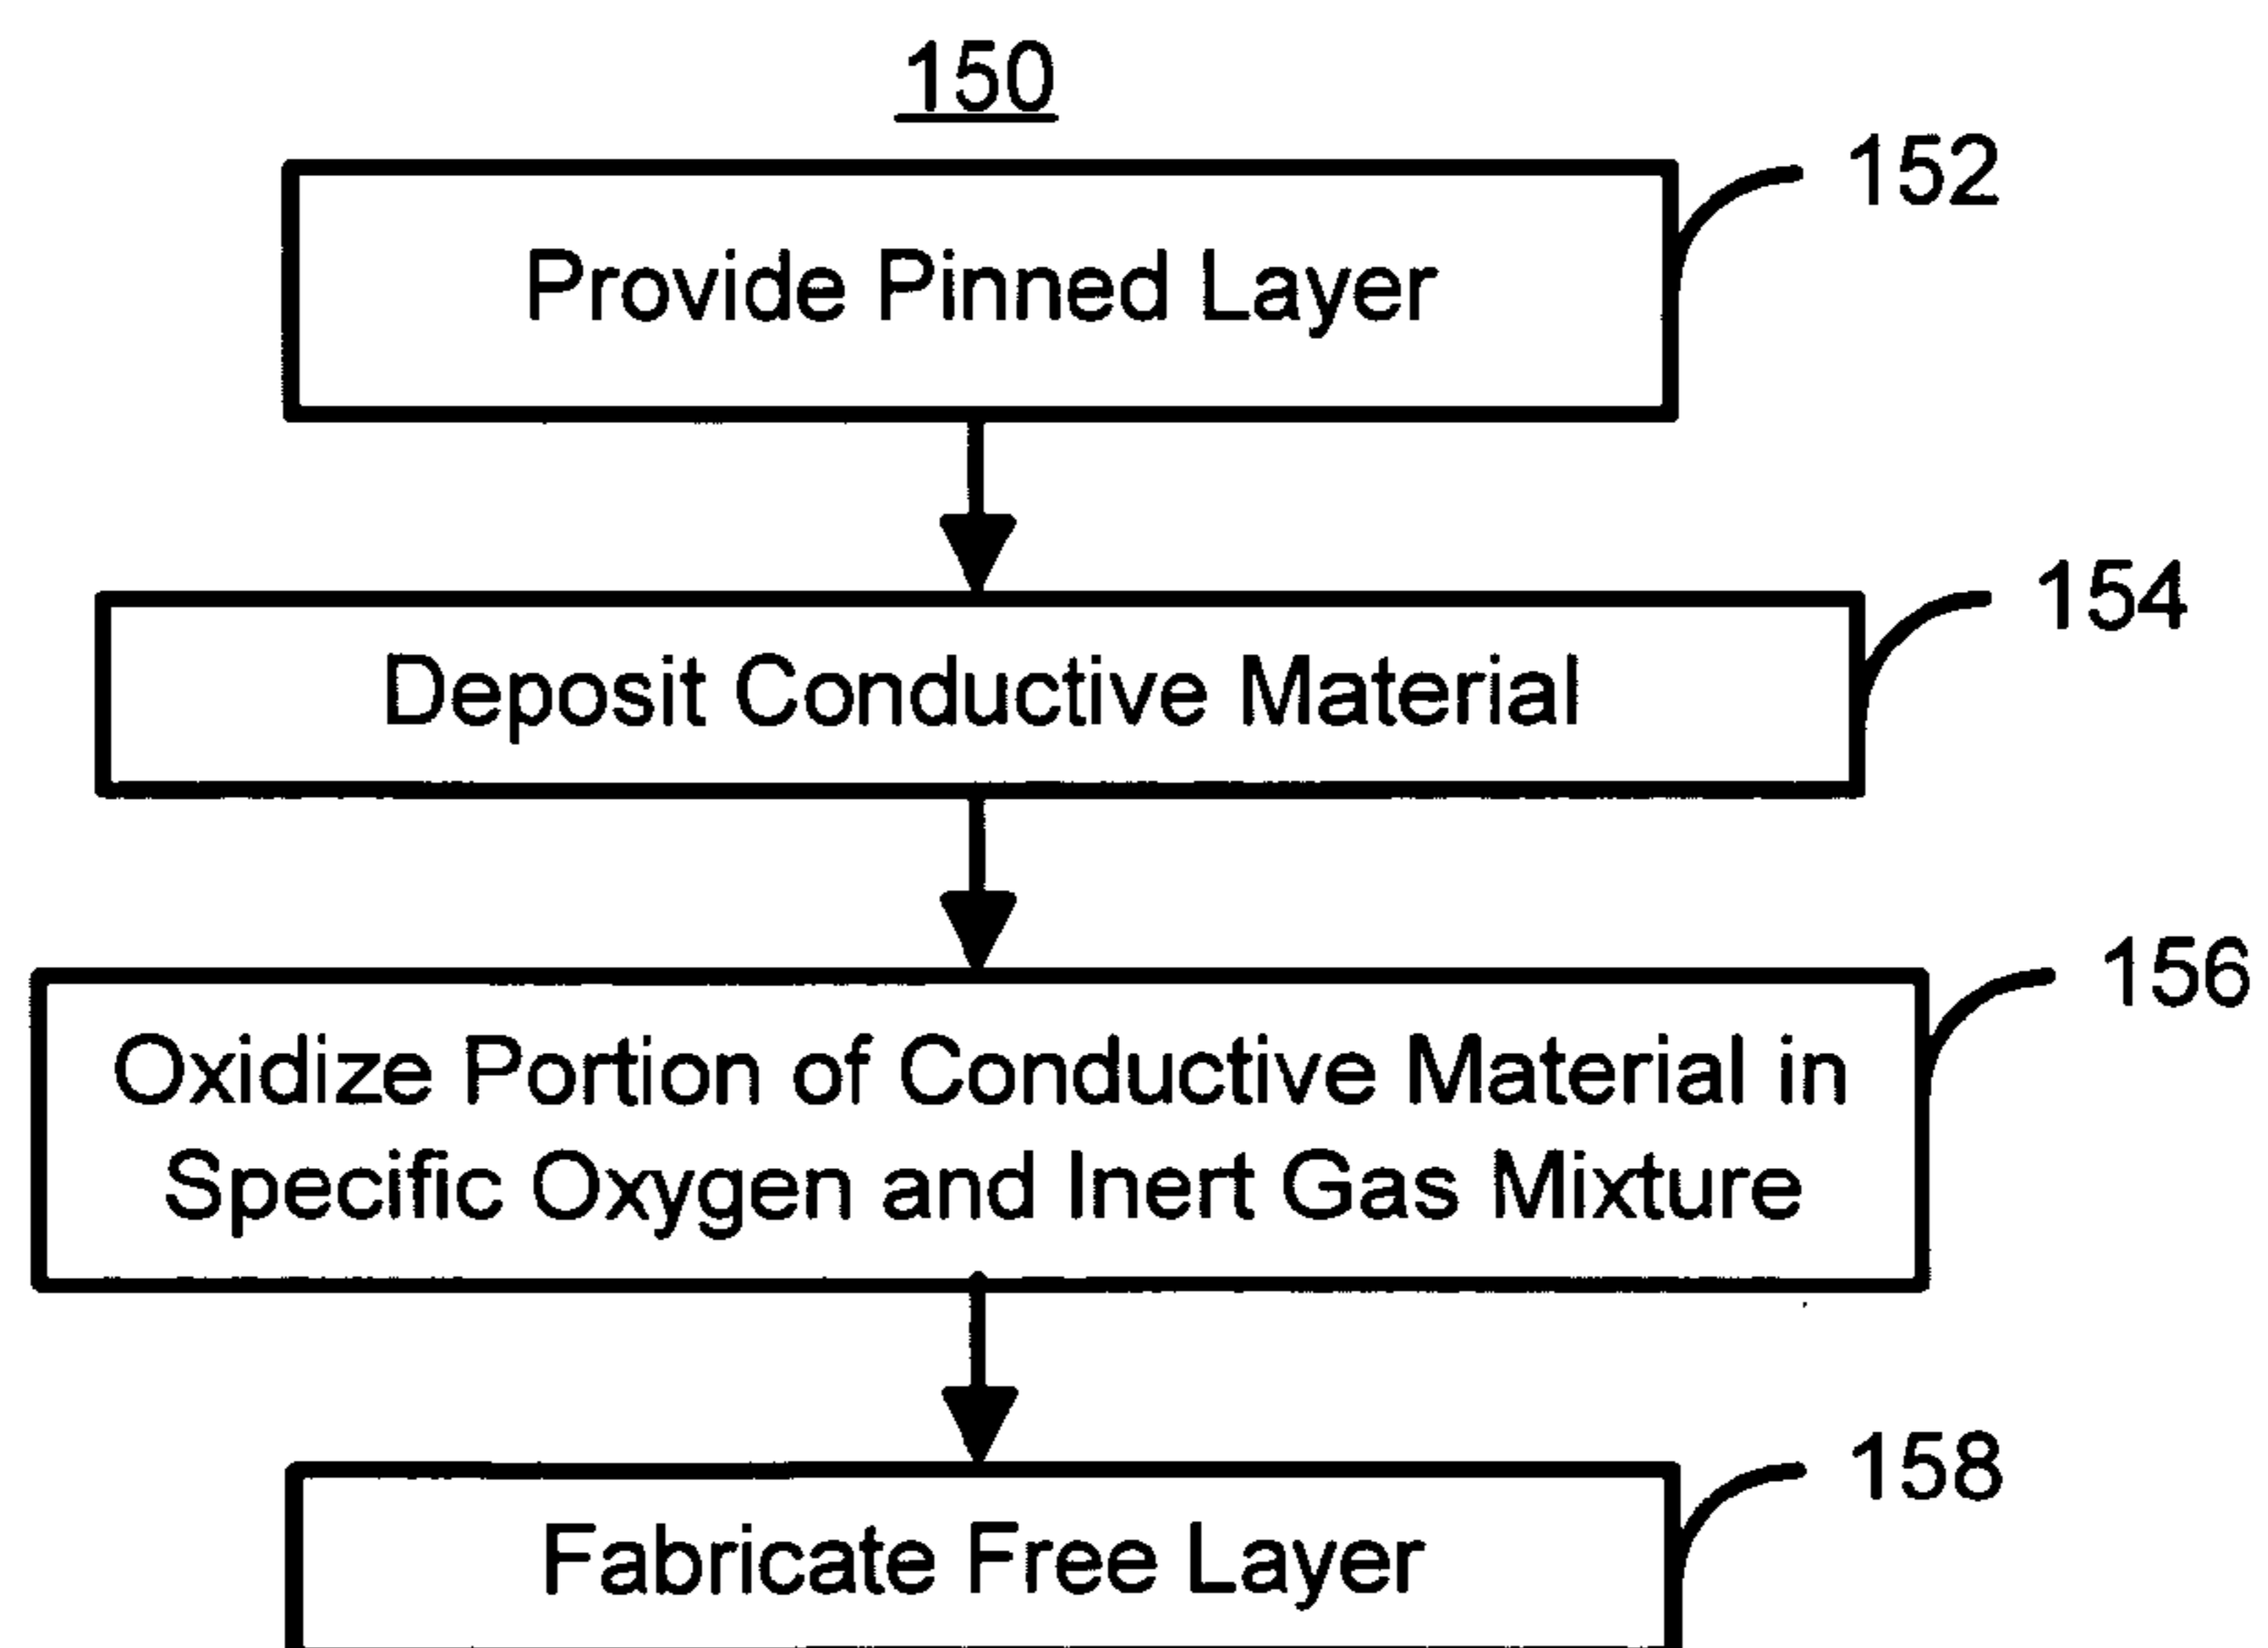 150
152
Provide Pinned Layer
154
Deposit Conductive Material
156
Oxidize Portion of Conductive Material in
Specific Oxygen and Inert Gas Mixture
158
Fabricate Free Layer